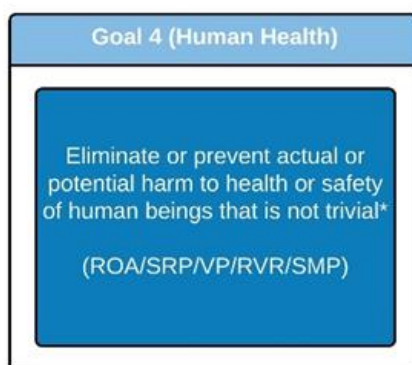 Goal 4 (Human Health)
Eliminate or prevent actual or
potential harm to health or safety
of human beings that is not trivial*
(ROA/SRP/VP/RVR/SMP)